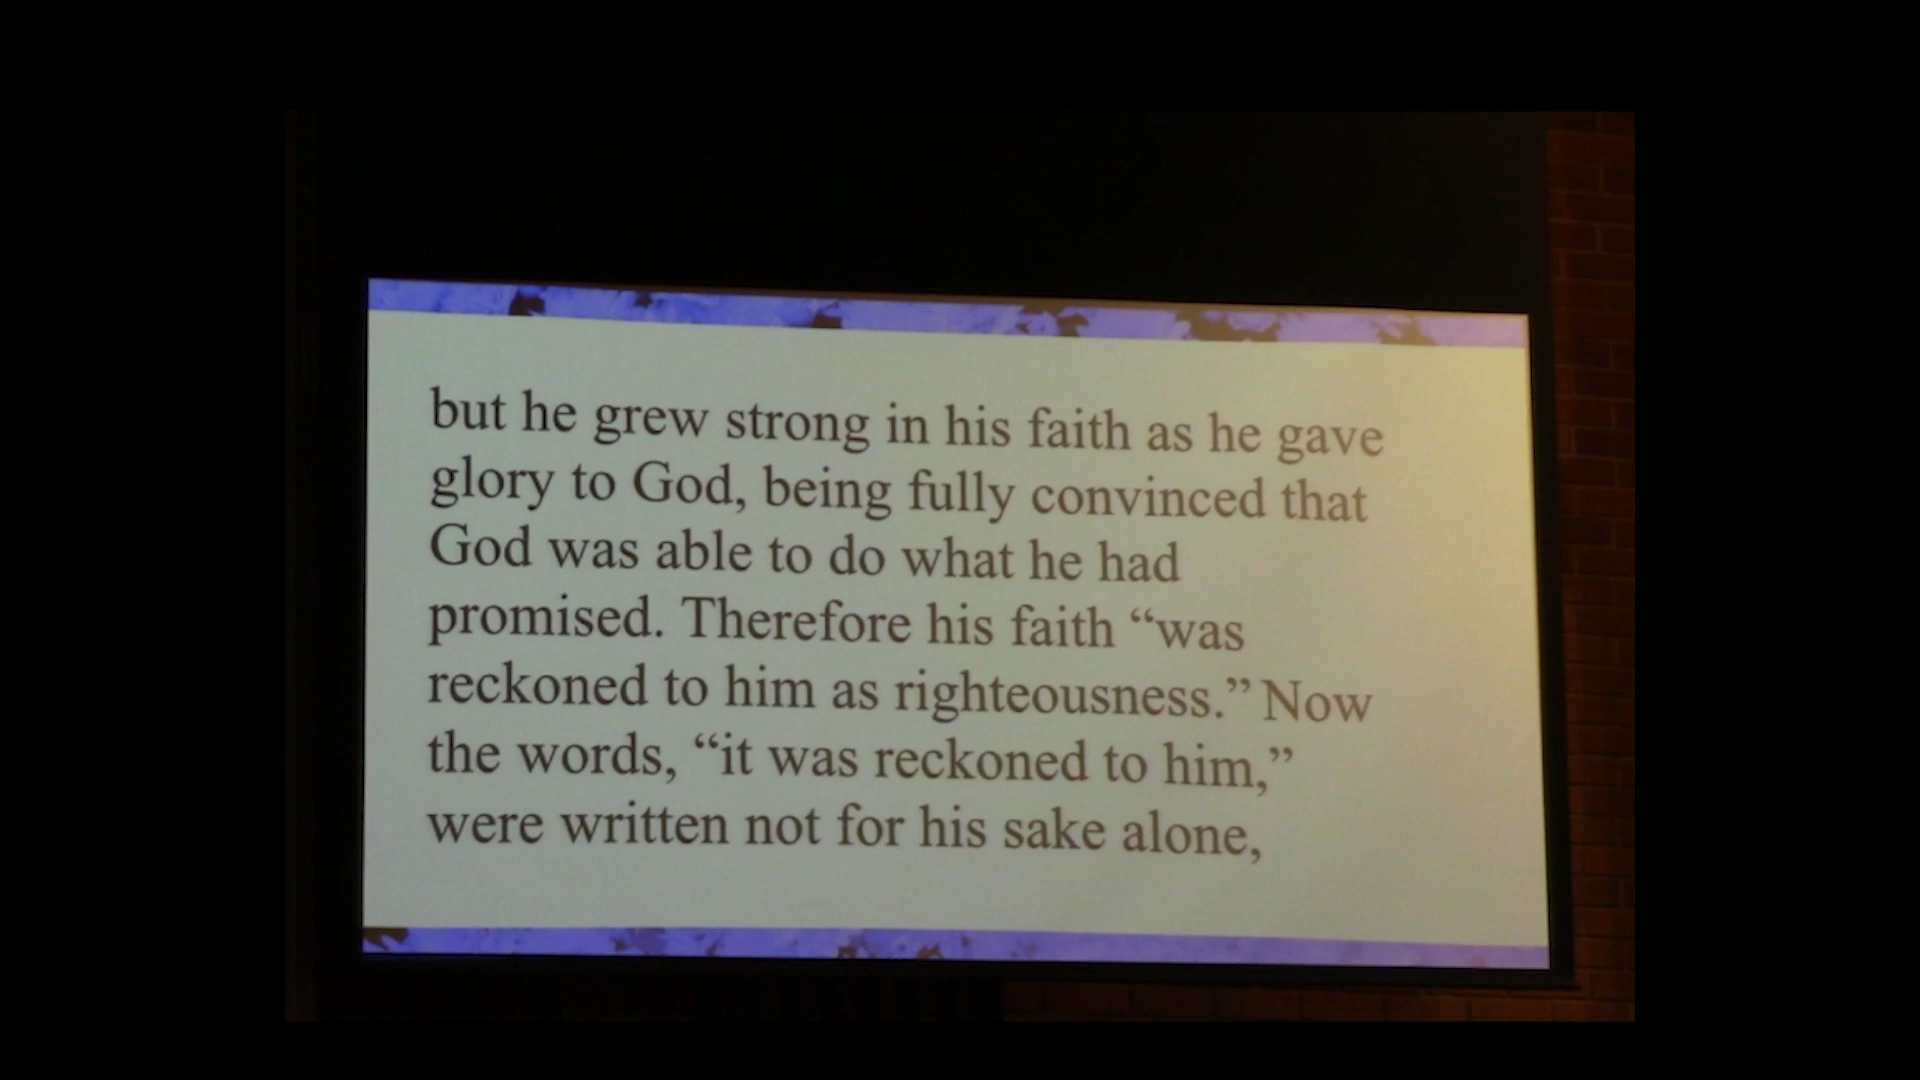 but he grew strong in his faith as he gave
glory to God, being fully convinced that
God was able to do what he had
promised. Therefore his faith “was
reckoned to him as righteousness.” Now
the words, “it was reckoned to him,”
were written not for his sake alone,